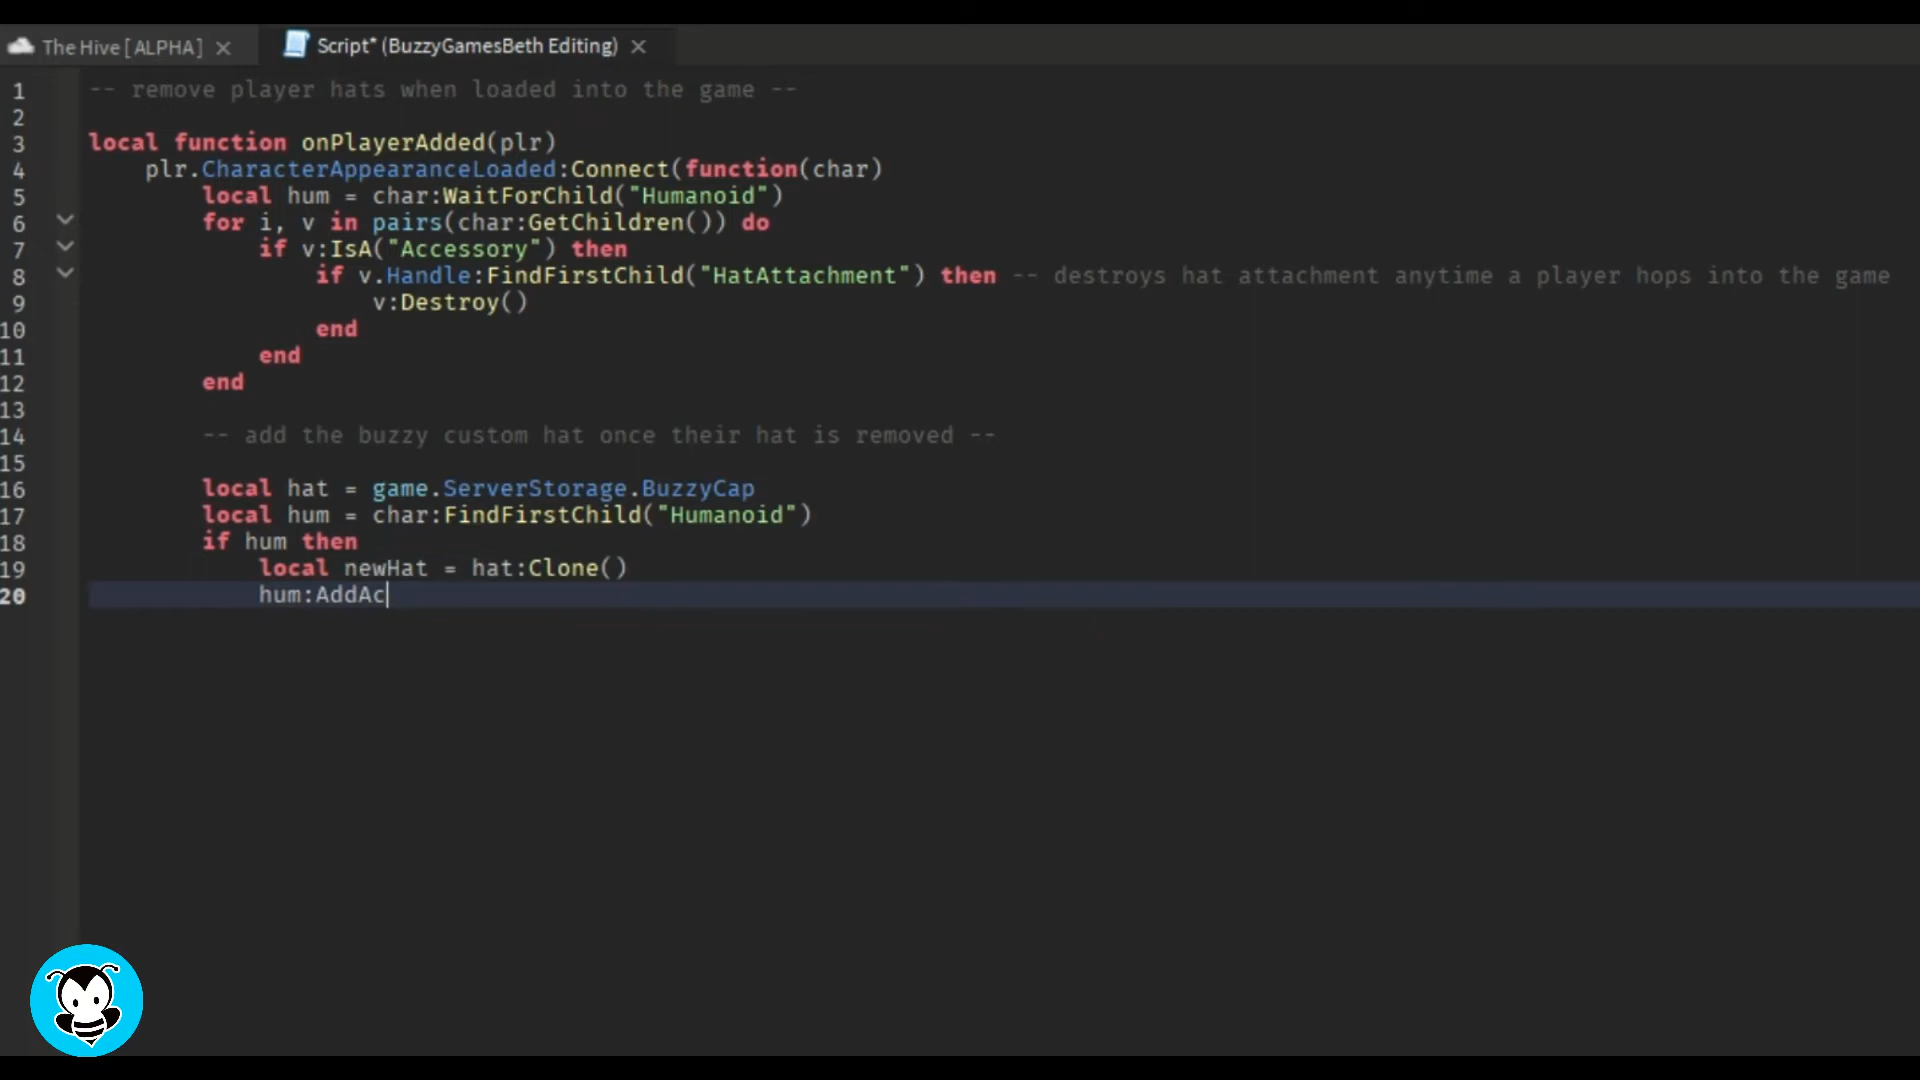 The Hive [ALPHA]
Script* (BuzzyGamesBeth Editing)
1 -- remove player hats when loaded into the game --
2
3 local function onPlayerAdded(plr)
4 plr.CharacterAppearanceLoaded:Connect(function(char)
5 local hum = char:WaitForChild("Humanoid")
6 for i, v in pairs(char:GetChildren()) do
7 if v:IsA("Accessory") then
8 if v.Handle:FindFirstChild("HatAttachment") then -- destroys hat attachment anytime a player hops into the game
9 v:Destroy()
10 end
11 end
12 end
13
14 -- add the buzzy custom hat once their hat is removed --
15
16 local hat = game.ServerStorage.BuzzyCap
17 local hum = char:FindFirstChild("Humanoid")
18 if hum then
19 local newHat = hat:Clone()
20 hum:AddAc